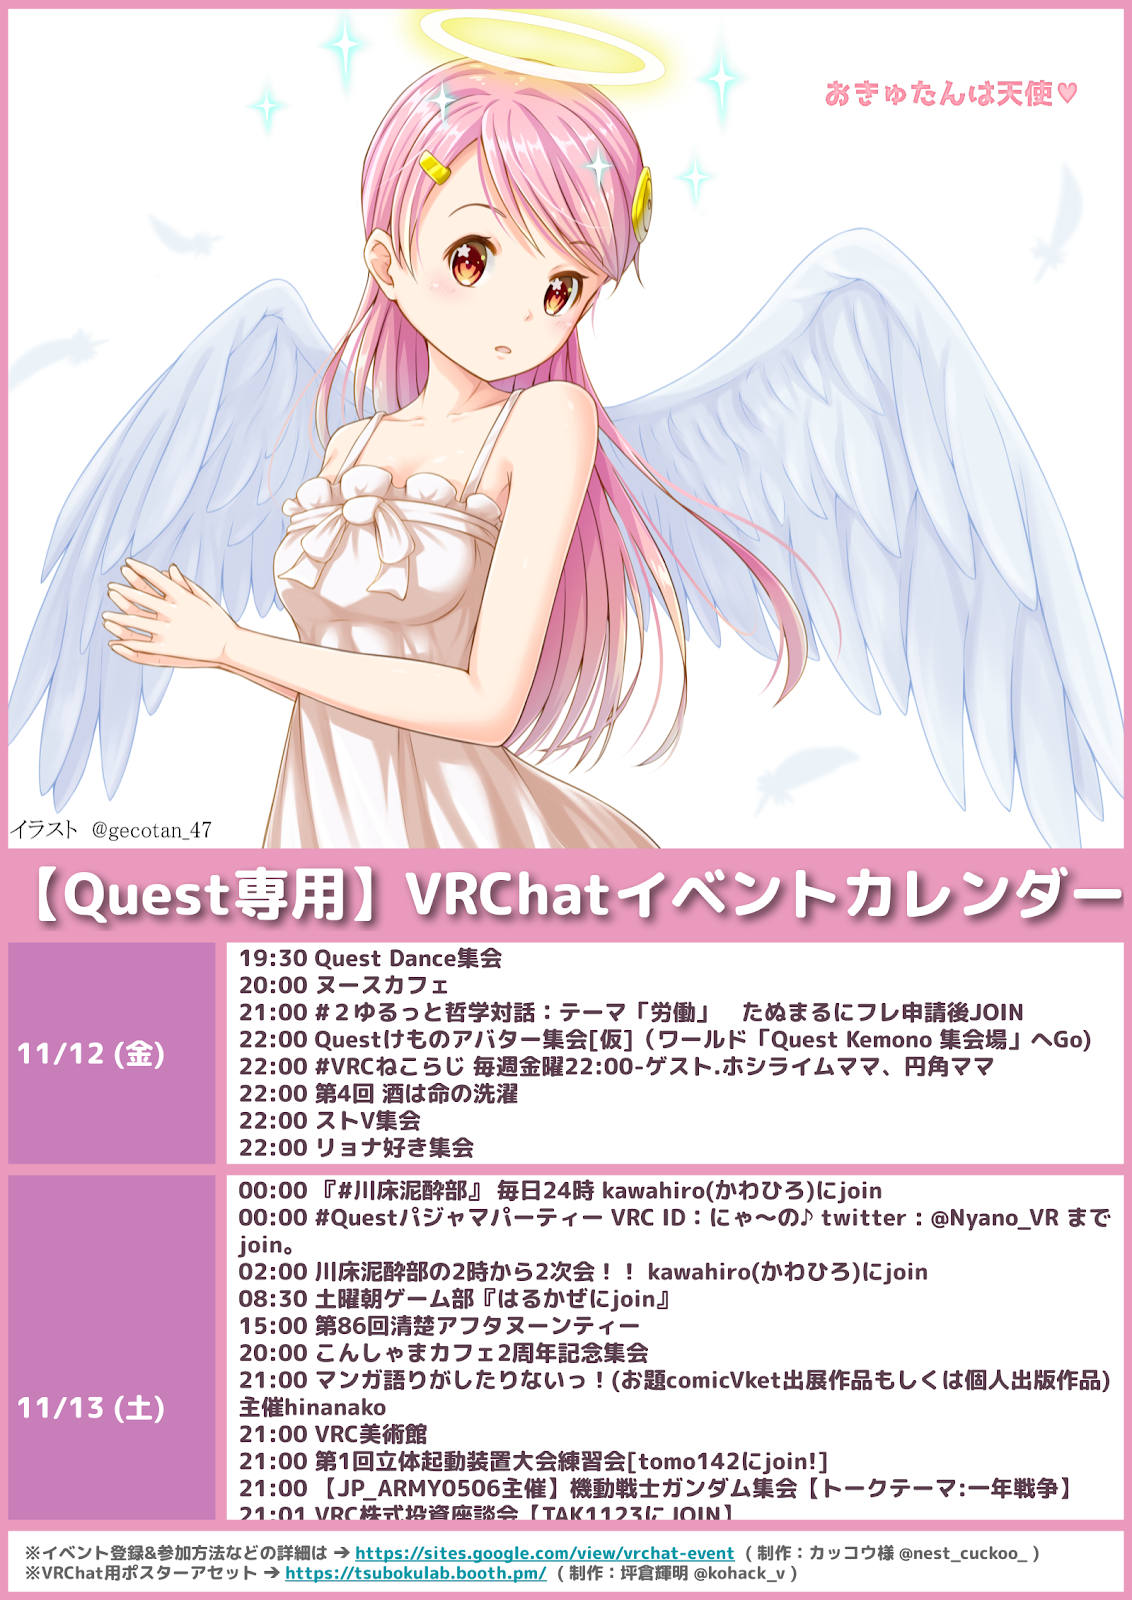 おきゅたんは天使♥
イラスト @gecotan_47
【Quest専用】VRChatイベントカレンダー
11/12 (金)
19:30 Quest Dance集会
20:00 ヌースカフェ
21:00 #２ゆるっと哲学対話：テーマ「労働」　たぬまるにフレ申請後JOIN
22:00 Questけものアバター集会[仮]（ワールド「Quest Kemono 集会場」へGo)
22:00 #VRCねこらじ 毎週金曜22:00-ゲスト.ホシライムママ、円角ママ
22:00 第4回 酒は命の洗濯
22:00 ストV集会
22:00 リョナ好き集会
11/13 (土)
00:00 『#川床泥酔部』 毎日24時 kawahiro(かわひろ)にjoin
00:00 #Questパジャマパーティー VRC ID：にゃ～の♪ twitter : @Nyano_VR まで
join。
02:00 川床泥酔部の2時から2次会！！ kawahiro(かわひろ)にjoin
08:30 土曜朝ゲーム部『はるかぜにjoin』
15:00 第86回清楚アフタヌーンティー
20:00 こんしゃまカフェ2周年記念集会
21:00 マンガ語りがしたりないっ！(お題comicVket出展作品もしくは個人出版作品)
主催hinanako
21:00 VRC美術館
21:00 第1回立体起動装置大会練習会[tomo142にjoin!]
21:00 【JP_ARMY0506主催】機動戦士ガンダム集会【トークテーマ:一年戦争】
21:01 VRC株式投資座談会【TAK1123にJOIN】
※イベント登録&参加方法などの詳細は ➔ https://sites.google.com/view/vrchat-event （制作：カッコウ様 @nest_cuckoo_ ）
※VRChat用ポスターアセット ➔ https://tsubokulab.booth.pm/ （制作：坪倉輝明 @kohack_v ）